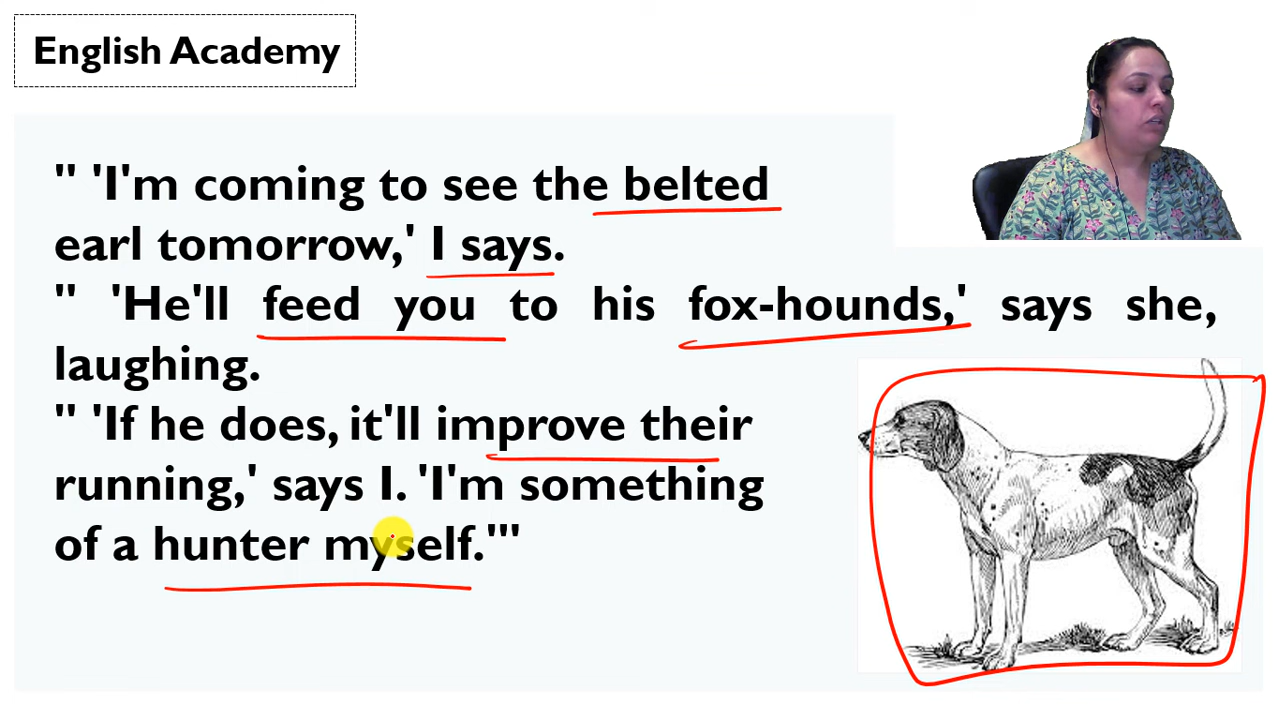 English Academy
" 'I'm coming to see the belted
earl tomorrow,' I says.
" 'He'll feed you to his fox-hounds,' says she,
laughing.
" 'If he does, it'll improve their
running,' says I. 'I'm something
of a hunter myself.'"